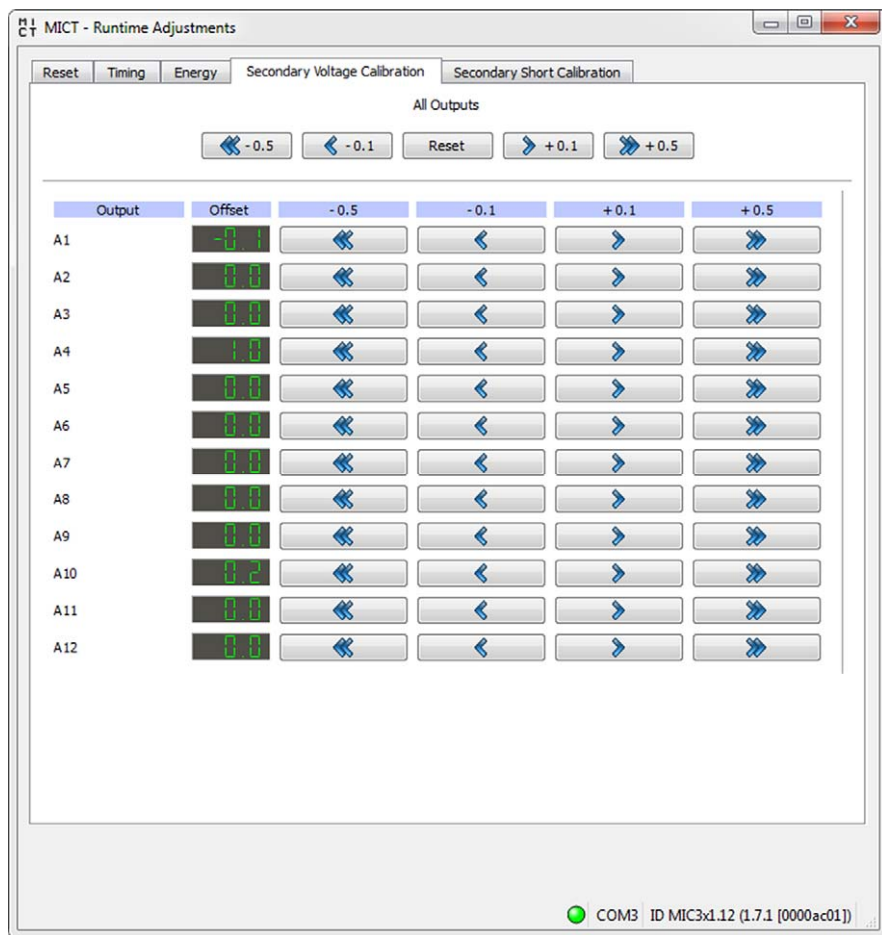 MICT MICT - Runtime Adjustments
Reset Timing Energy Secondary Voltage Calibration Secondary Short Calibration
All Outputs
- 0.5 - 0.1 Reset + 0.1 + 0.5
Output Offset - 0.5 - 0.1 + 0.1 + 0.5
A1 -0.1
A2 0.0
A3 0.0
A4 1.0
A5 0.0
A6 0.0
A7 0.0
A8 0.0
A9 0.0
A10 0.2
A11 0.0
A12 0.0
COM3 ID MIC3x1.12 (1.7.1 [0000ac01])